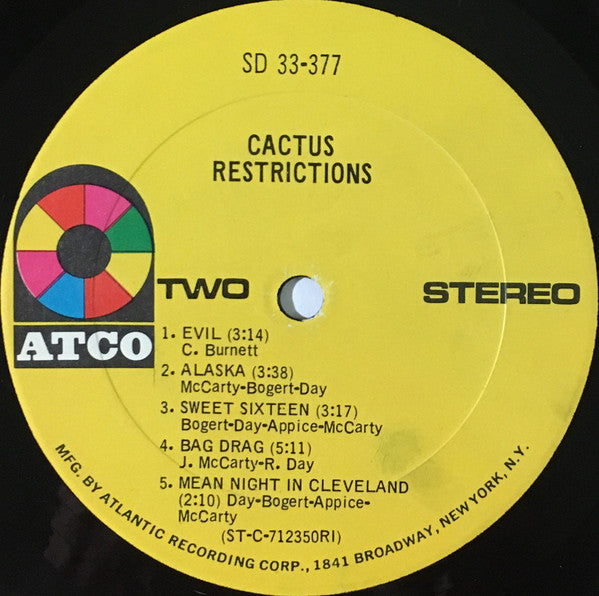 SD 33-377
CACTUS
RESTRICTIONS
ATCO
TWO
STEREO
1. EVIL (3:14)
C. Burnett
2. ALASKA (3:38)
McCarty-Bogert-Day
3. SWEET SIXTEEN (3:17)
Bogert-Day-Appice-McCarty
4. BAG DRAG (5:11)
J. McCarty-R. Day
5. MEAN NIGHT IN CLEVELAND
(2:10) Day-Bogert-Appice-
McCarty
(ST-C-712350RI)
MFG. BY ATLANTIC RECORDING CORP., 1841 BROADWAY, NEW YORK, N.Y.